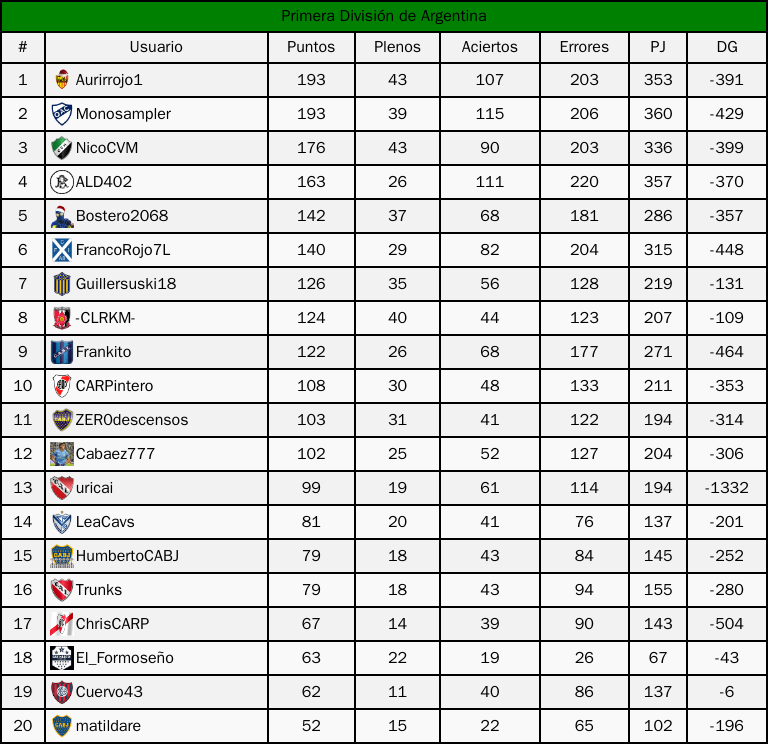 Primera División de Argentina
# Usuario Puntos Plenos Aciertos Errores PJ DG
1 Aurirrojo1 193 43 107 203 353 -391
2 Monosampler 193 39 115 206 360 -429
3 NicoCVM 176 43 90 203 336 -399
4 ALD402 163 26 111 220 357 -370
5 Bostero2068 142 37 68 181 286 -357
6 FrancoRojo7L 140 29 82 204 315 -448
7 Guillersuski18 126 35 56 128 219 -131
8 -CLRKM- 124 40 44 123 207 -109
9 Frankito 122 26 68 177 271 -464
10 CARPintero 108 30 48 133 211 -353
11 ZER0descensos 103 31 41 122 194 -314
12 Cabaez777 102 25 52 127 204 -306
13 uricai 99 19 61 114 194 -1332
14 LeaCavs 81 20 41 76 137 -201
15 HumbertoCABJ 79 18 43 84 145 -252
16 Trunks 79 18 43 94 155 -280
17 ChrisCARP 67 14 39 90 143 -504
18 El_Formoseño 63 22 19 26 67 -43
19 Cuervo43 62 11 40 86 137 -6
20 matildare 52 15 22 65 102 -196